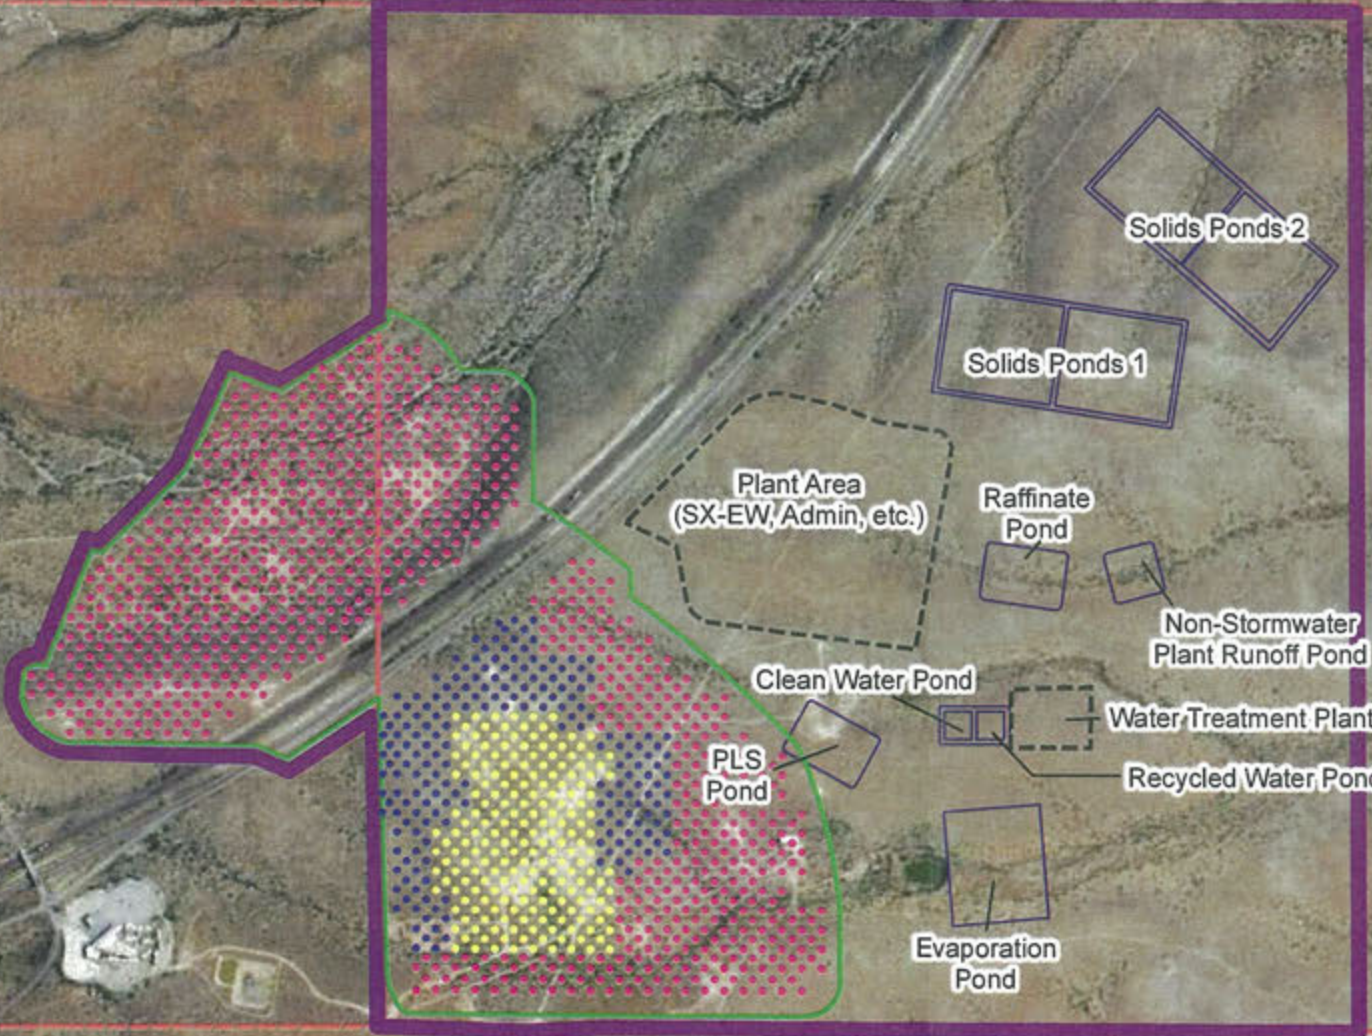 Solids Ponds 2
Solids Ponds 1
Plant Area
(SX-EW, Admin, etc.)
Raffinate
Pond
Non-Stormwater
Plant Runoff Pond
Clean Water Pond
Water Treatment Plan
PLS
Pond
Recycled Water Pond
Evaporation
Pond